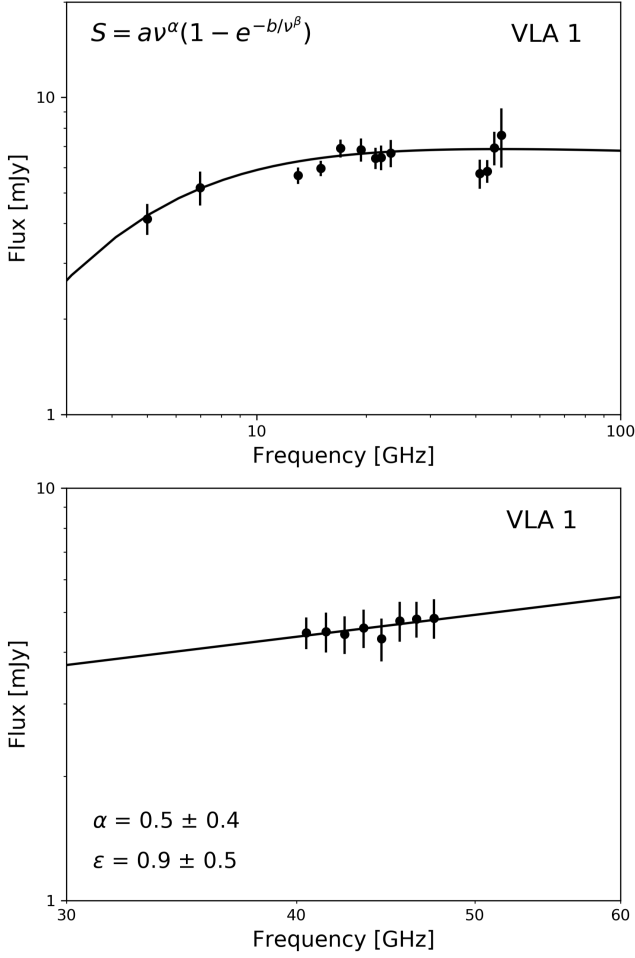 S = aν^α(1 − e^{−b/ν^β})
VLA 1
10
Flux [mJy]
1
10
100
Frequency [GHz]
10
VLA 1
Flux [mJy]
α = 0.5 ± 0.4
ε = 0.9 ± 0.5
1
30
40
50
60
Frequency [GHz]